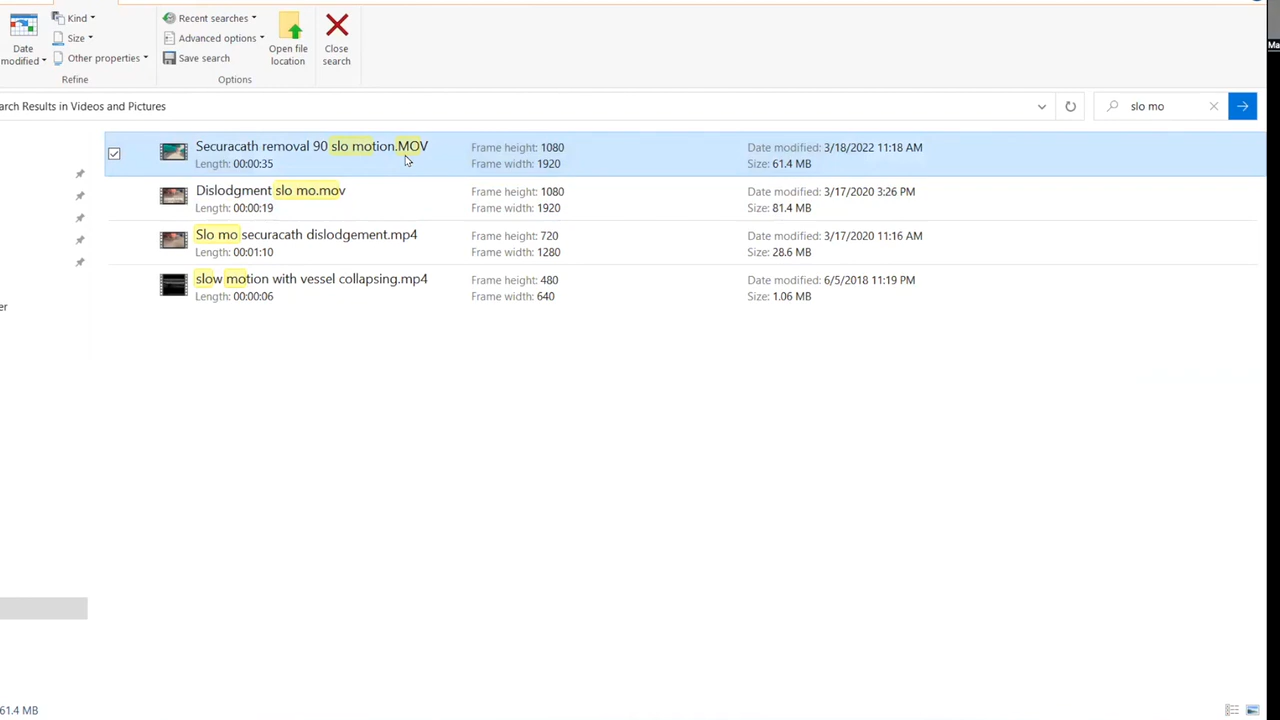 Kind
Recent searches
Date modified
Size
Advanced options
Other properties
Save search
Open file location
Close search
Refine
Options
arch Results in Videos and Pictures
slo mo
Securacath removal 90 slo motion.MOV
Length: 00:00:35
Frame height: 1080
Frame width: 1920
Date modified: 3/18/2022 11:18 AM
Size: 61.4 MB
Dislodgment slo mo.mov
Length: 00:00:19
Frame height: 1080
Frame width: 1920
Date modified: 3/17/2020 3:26 PM
Size: 81.4 MB
Slo mo securacath dislodgement.mp4
Length: 00:01:10
Frame height: 720
Frame width: 1280
Date modified: 3/17/2020 11:16 AM
Size: 28.6 MB
slow motion with vessel collapsing.mp4
Length: 00:00:06
Frame height: 480
Frame width: 640
Date modified: 6/5/2018 11:19 PM
Size: 1.06 MB
er
61.4 MB
Ma